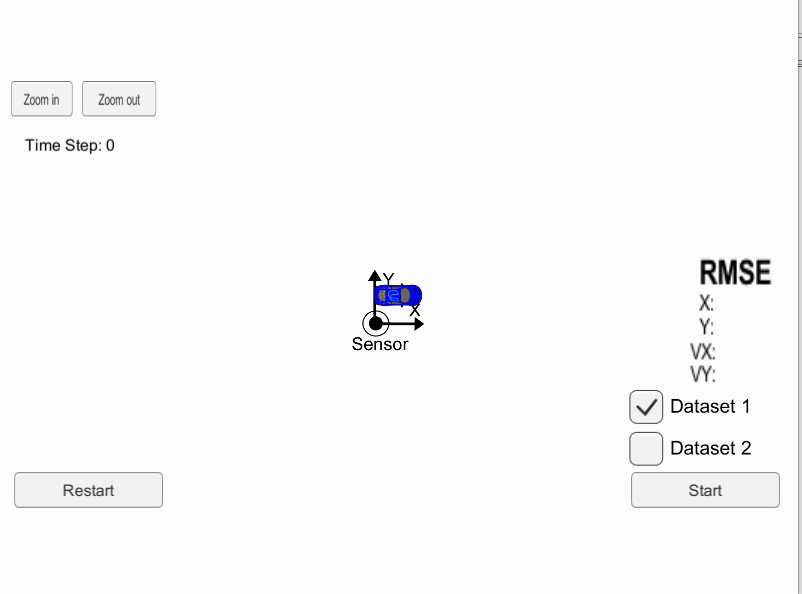 Zoom in
Zoom out
Time Step: 0
Y
X
Sensor
RMSE
X:
Y:
VX:
VY:
Dataset 1
Dataset 2
Restart
Start